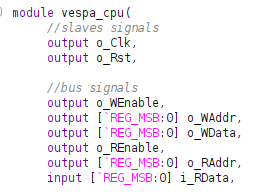 module vespa_cpu(
//slaves signals
output o_Clk,
output o_Rst,
//bus signals
output o_WEnable,
output [`REG_MSB:0] o_WAddr,
output [`REG_MSB:0] o_WData,
output o_REnable,
output [`REG_MSB:0] o_RAddr,
input [`REG_MSB:0] i_RData,